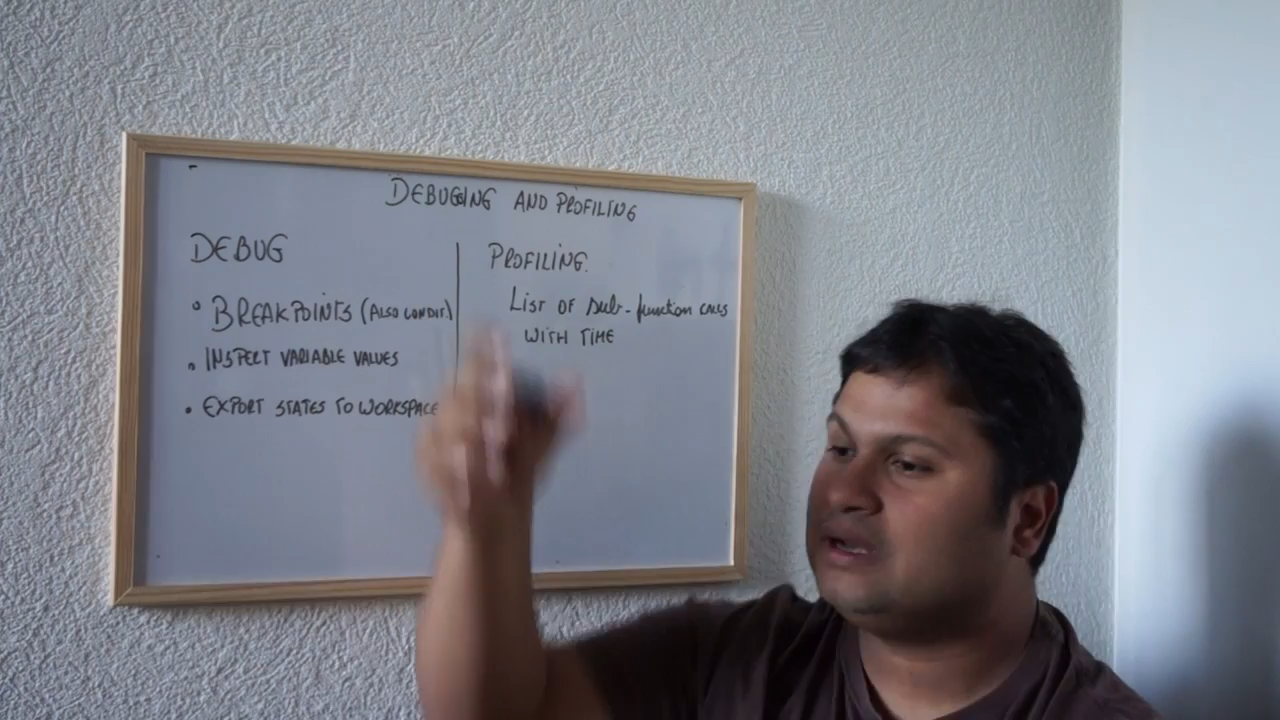 DEBUGGING AND PROFILING
DEBUG
BREAKPOINTS (ALSO CONDIT)
INSPECT VARIABLE VALUES
EXPORT STATES TO WORKSPACE
PROFILING.
LIST OF sub-function CALLS
WITH TIME